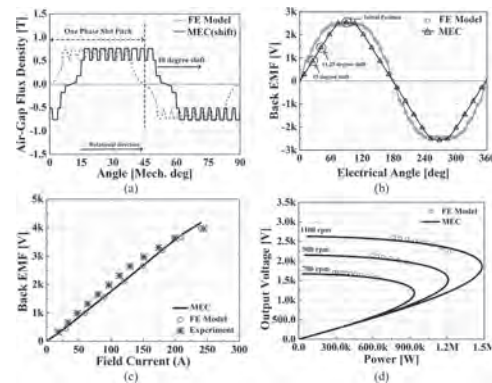 FE Model
MEC(shift)
One Phase Slot Pitch
10 degree shift
Rotational direction
Air-Gap Flux Density [T]
1.5
1.0
0.5
0.0
-0.5
-1.0
-1.5
0 15 30 45 60 75 90
Angle [Mech. deg]
(a)
FE Model
MEC
Initial Position
11.25 degree shift
15 degree shift
Back EMF [V]
3k
2k
1k
0
-1k
-2k
-3k
0 60 120 180 240 300 360
Electrical Angle [deg]
(b)
Back EMF [V]
5k
4k
3k
2k
1k
0
MEC
FE Model
Experiment
0 50 100 150 200 250 300
Field Current (A)
(c)
Output Voltage [V]
3.5k
3.0k
2.5k
2.0k
1.5k
1.0k
500.0
0.0
FE Model
MEC
1100 rpm
900 rpm
700 rpm
0.0 300.0k 600.0k 900.0k 1.2M 1.5M
Power [W]
(d)